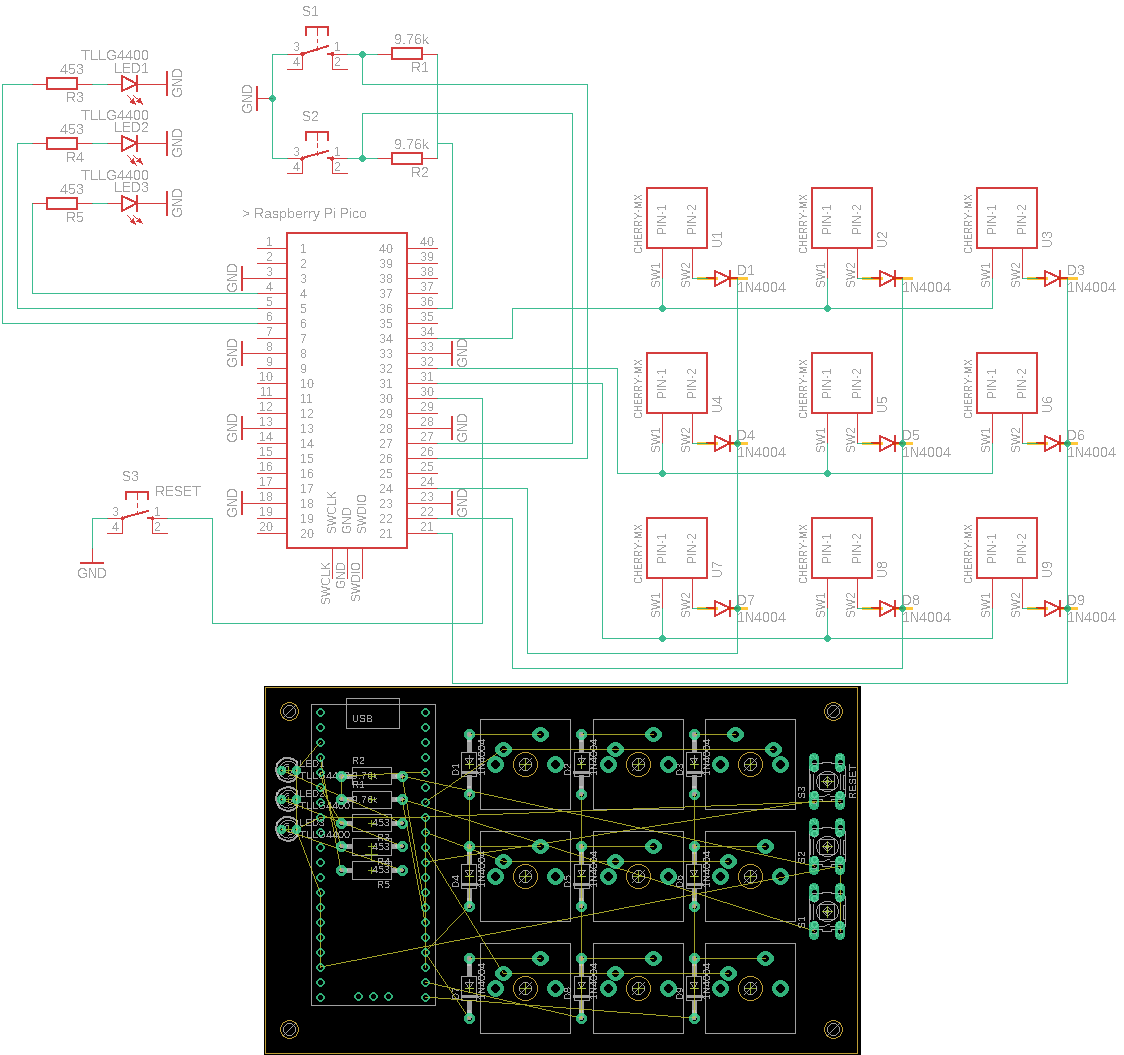 S1
3 1
4 2
9.76k
R1
TLLG4400
LED1
453
R3
GND
TLLG4400
LED2
453
R4
GND
TLLG4400
LED3
453
R5
GND
GND
S2
3 1
4 2
9.76k
R2
> Raspberry Pi Pico
1 1 40 40
2 2 39 39
GND 3 3 38 38
4 4 37 37
5 5 36 36
6 6 35 35
7 7 34 34
GND 8 8 33 33 GND
9 9 32 32
10 10 31 31
11 11 30 30
12 12 29 29
GND 13 13 28 28 GND
14 14 27 27
15 15 26 26
16 16 25 25
17 17 24 24
GND 18 18 23 23 GND
19 19 22 22
20 20 21 21
SWCLK GND SWDIO
SWCLK GND SWDIO
S3
RESET
3 1
4 2
GND
CHERRY-MX PIN-1 PIN-2 U1
SW1 SW2 D1
1N4004
CHERRY-MX PIN-1 PIN-2 U2
SW1 SW2
1N4004
CHERRY-MX PIN-1 PIN-2 U3
SW1 SW2 D3
1N4004
CHERRY-MX PIN-1 PIN-2 U4
SW1 SW2 D4
1N4004
CHERRY-MX PIN-1 PIN-2 U5
SW1 SW2 D5
1N4004
CHERRY-MX PIN-1 PIN-2 U6
SW1 SW2 D6
1N4004
CHERRY-MX PIN-1 PIN-2 U7
SW1 SW2 D7
1N4004
CHERRY-MX PIN-1 PIN-2 U8
SW1 SW2 D8
1N4004
CHERRY-MX PIN-1 PIN-2 U9
SW1 SW2 D9
1N4004
USB
TLLG4400
TLLG4400
LED3
TLLG4400
R2
9.76k
R1
9.76k
453
453
453
R5
D1 1N4004
1N4004
D3 1N4004
D4 1N4004
D5 1N4004
D6 1N4004
1N4004
D8 1N4004
D9 1N4004
S3 RESET
S2
S1